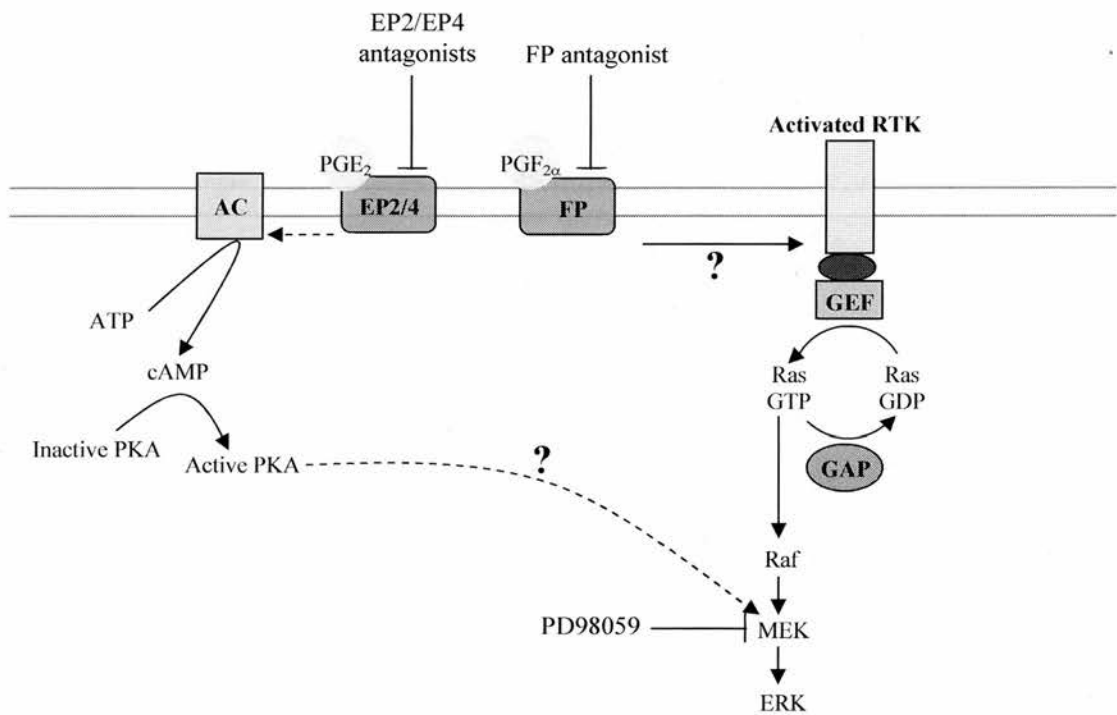 EP2/EP4
antagonists
FP antagonist
Activated RTK
PGE2
PGF2α
AC
EP2/4
FP
?
GEF
ATP
cAMP
Ras
GTP
Ras
GDP
Inactive PKA
Active PKA
?
GAP
Raf
PD98059
MEK
ERK